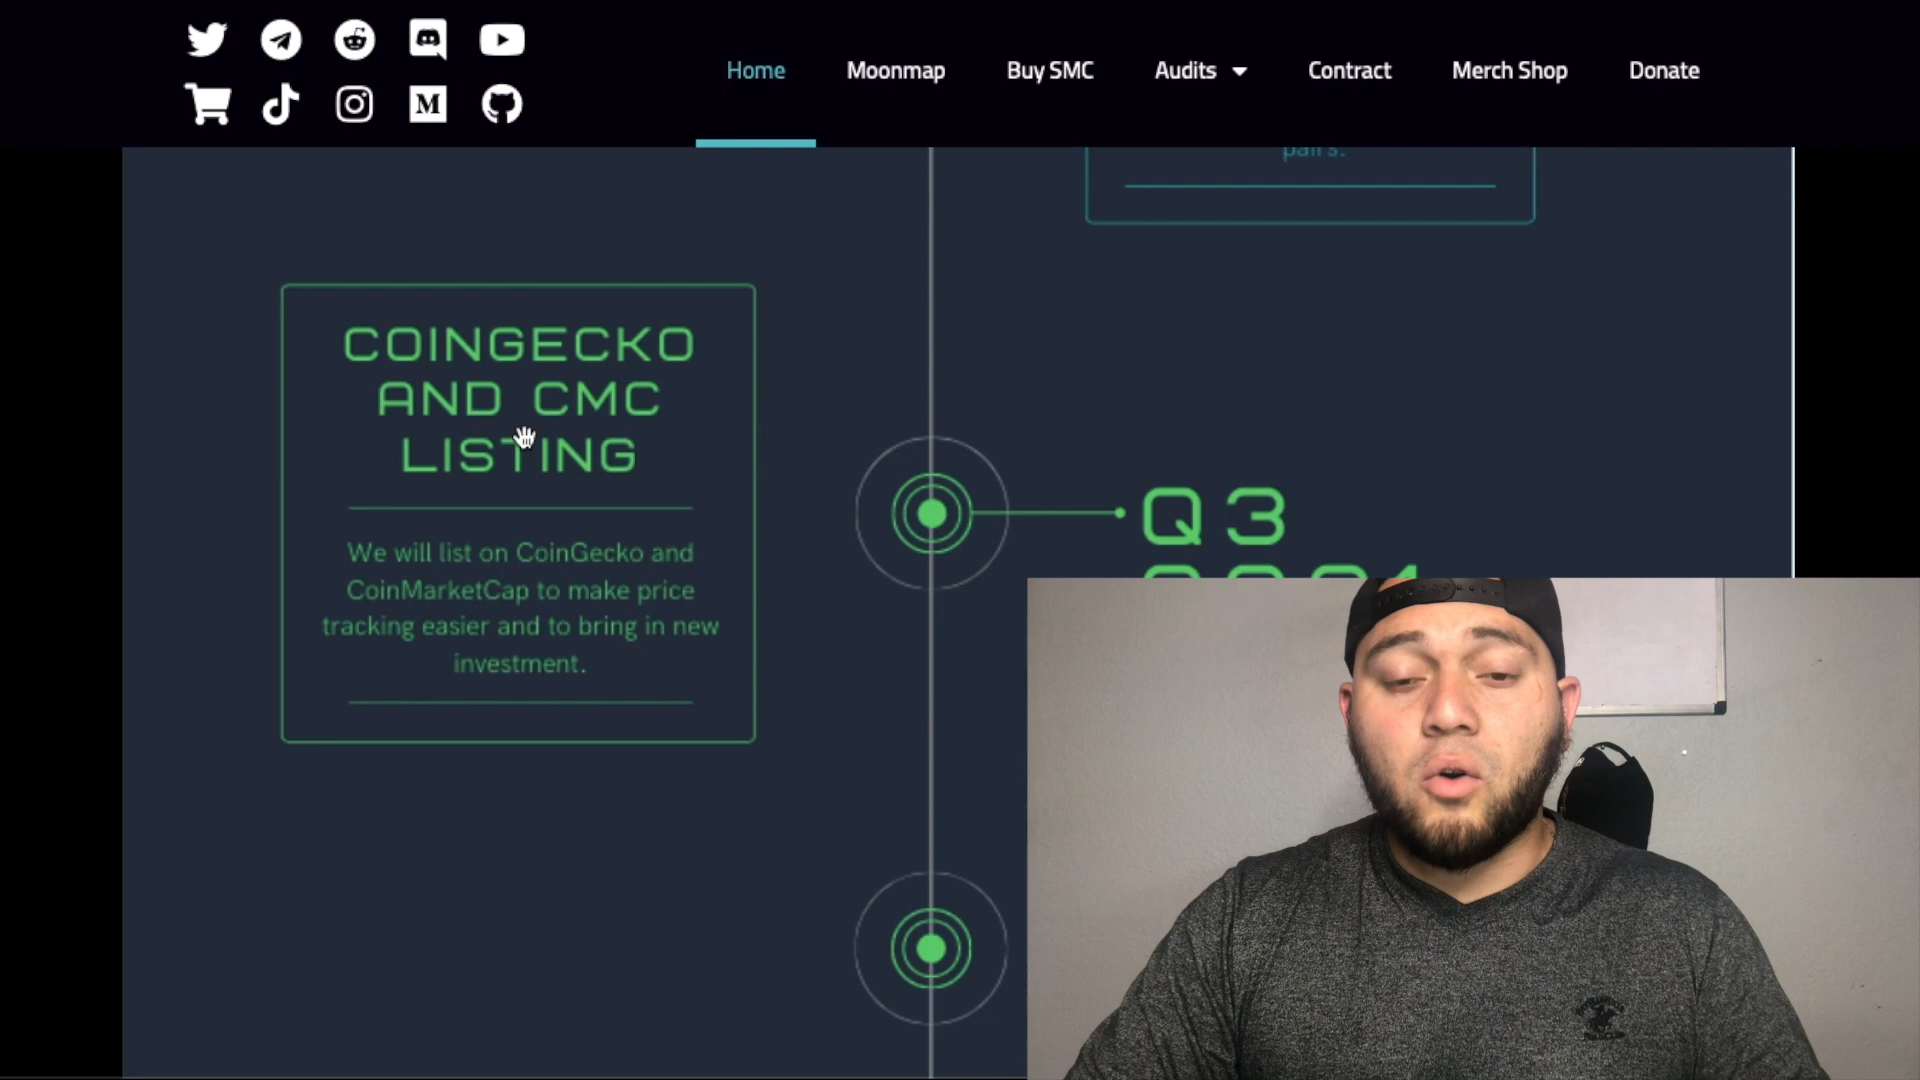 Home
Moonmap
Buy SMC
Audits
Contract
Merch Shop
Donate
M
pairs.
COINGECKO
AND CMC
LISTING
We will list on CoinGecko and
CoinMarketCap to make price
tracking easier and to bring in new
investment.
Q3